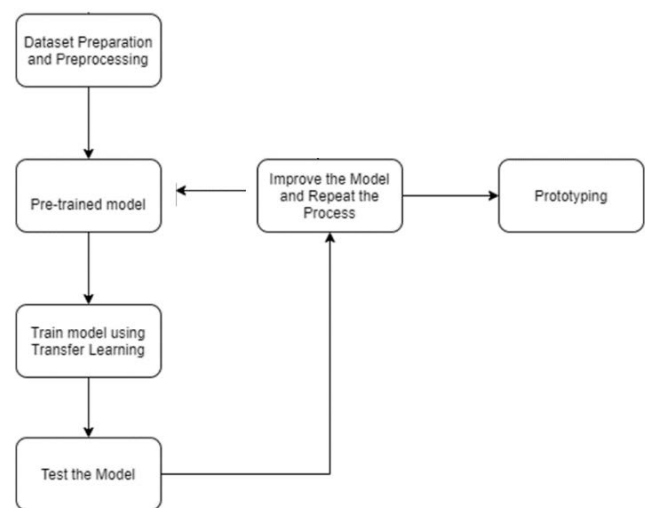 Dataset Preparation
and Preprocessing
Pre-trained model
Improve the Model
and Repeat the
Process
Prototyping
Train model using
Transfer Learning
Test the Model